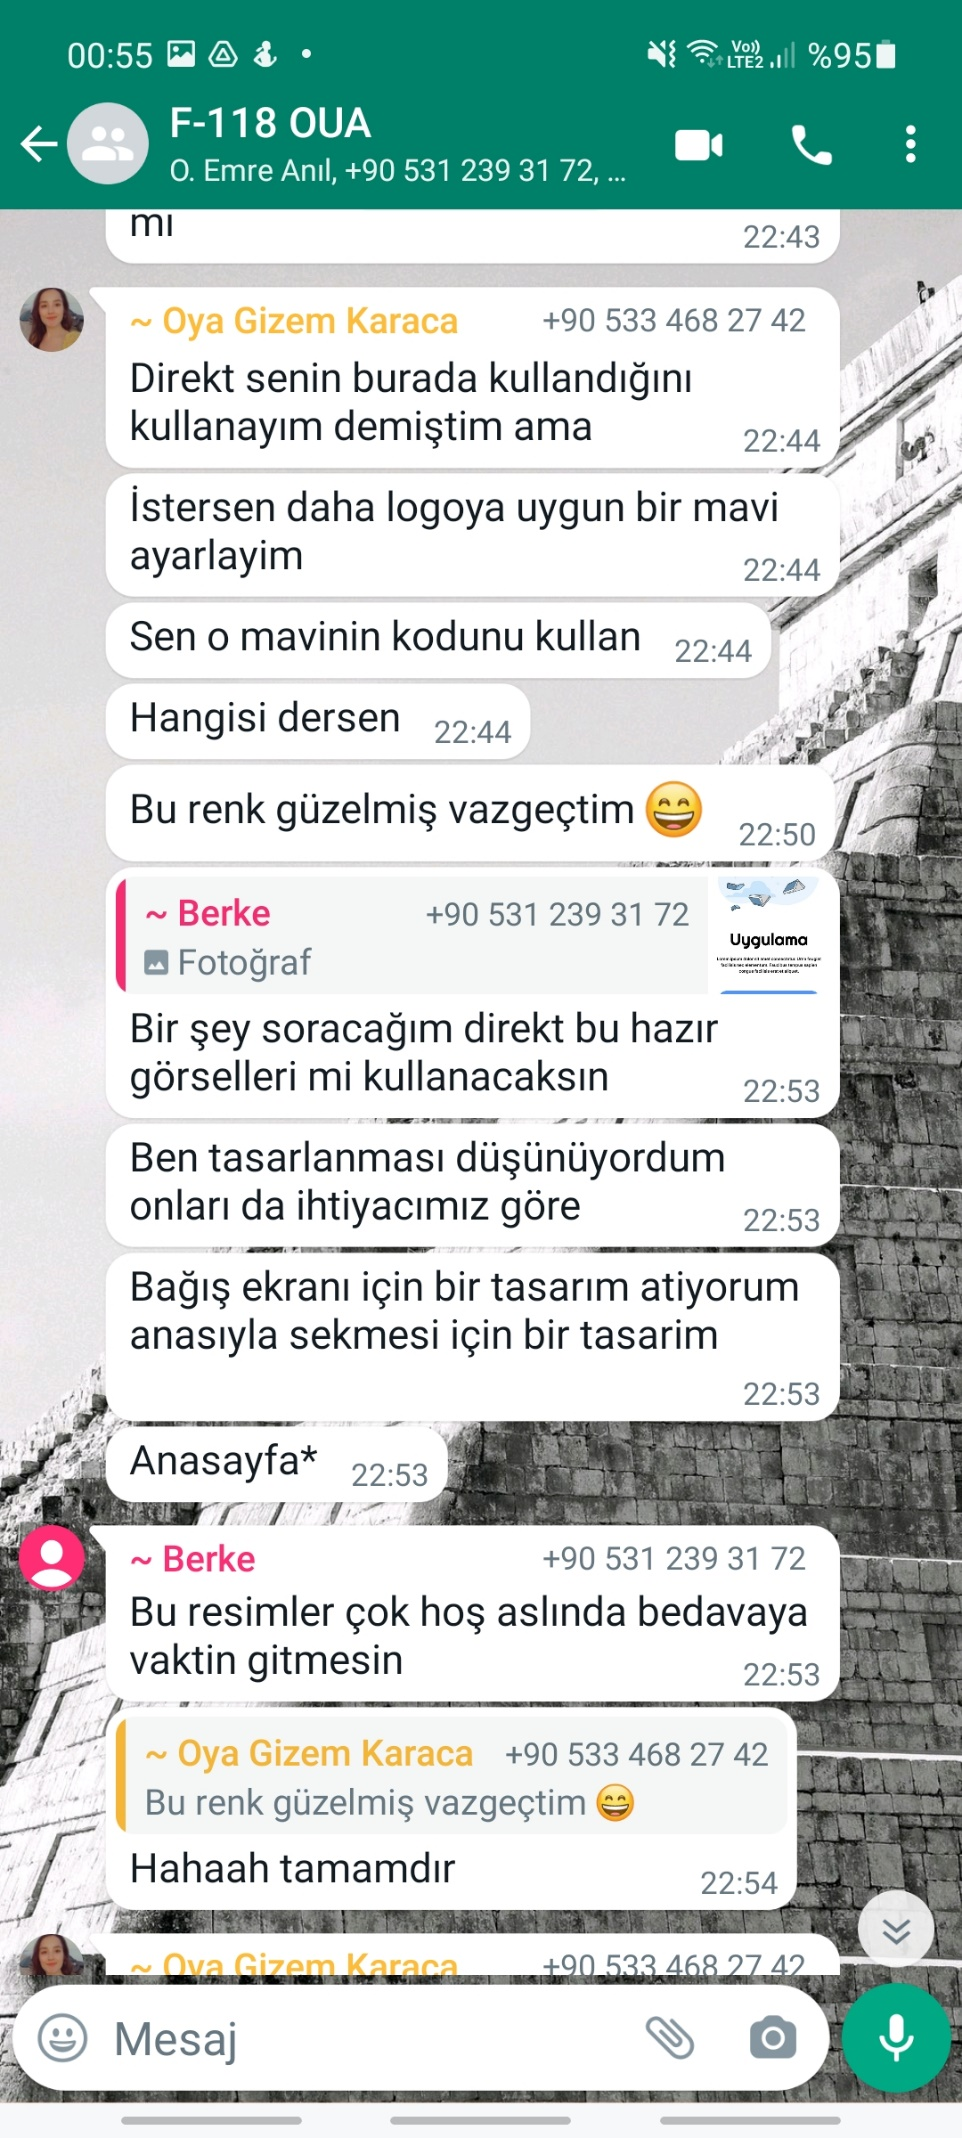 00:55
Vo)) LTE2 %95
F-118 OUA
O. Emre Anıl, +90 531 239 31 72, ...
mi
22:43
~ Oya Gizem Karaca +90 533 468 27 42
Direkt senin burada kullandığını
kullanayım demiştim ama
22:44
İstersen daha logoya uygun bir mavi
ayarlayim
22:44
Sen o mavinin kodunu kullan 22:44
Hangisi dersen 22:44
Bu renk güzelmiş vazgeçtim 😄 22:50
~ Berke +90 531 239 31 72
Fotoğraf
Uygulama
Bir şey soracağım direkt bu hazır
görselleri mi kullanacaksın
22:53
Ben tasarlanması düşünüyordum
onları da ihtiyacımız göre
22:53
Bağış ekranı için bir tasarım atiyorum
anasıyla sekmesi için bir tasarim
22:53
Anasayfa* 22:53
~ Berke +90 531 239 31 72
Bu resimler çok hoş aslında bedavaya
vaktin gitmesin
22:53
~ Oya Gizem Karaca +90 533 468 27 42
Bu renk güzelmiş vazgeçtim 😄
Hahaah tamamdır 22:54
~ Oya Gizem Karaca +90 533 468 27 42
Mesaj